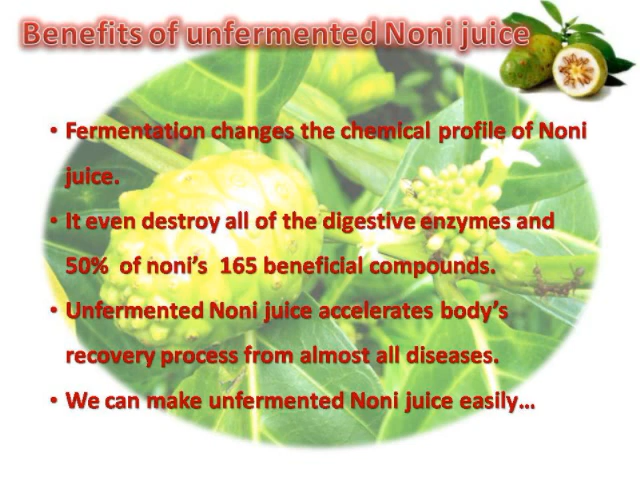 Benefits of unfermented Noni juice
• Fermentation changes the chemical profile of Noni
juice.
• It even destroy all of the digestive enzymes and
50% of noni's 165 beneficial compounds.
• Unfermented Noni juice accelerates body's
recovery process from almost all diseases.
• We can make unfermented Noni juice easily...